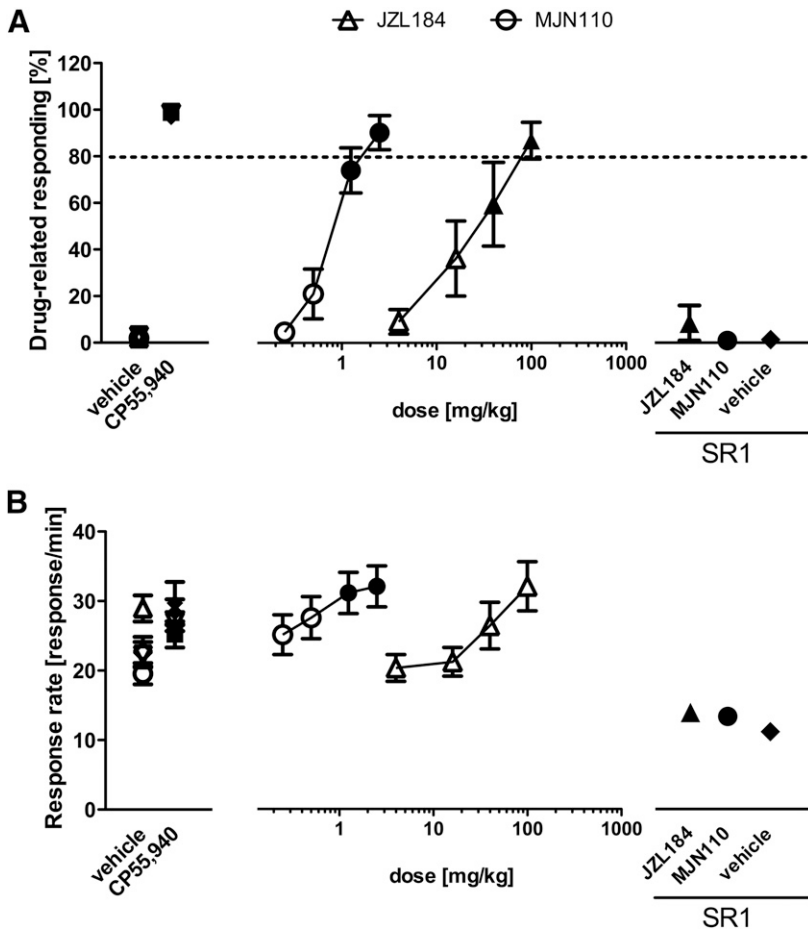 JZL184 MJN110
A
Drug-related responding [%]
120
100
80
60
40
20
0
vehicle
CP55,940
1 10 100 1000
dose [mg/kg]
JZL184
MJN110
vehicle
SR1
B
Response rate [response/min]
40
30
20
10
0
vehicle
CP55,940
1 10 100 1000
dose [mg/kg]
JZL184
MJN110
vehicle
SR1